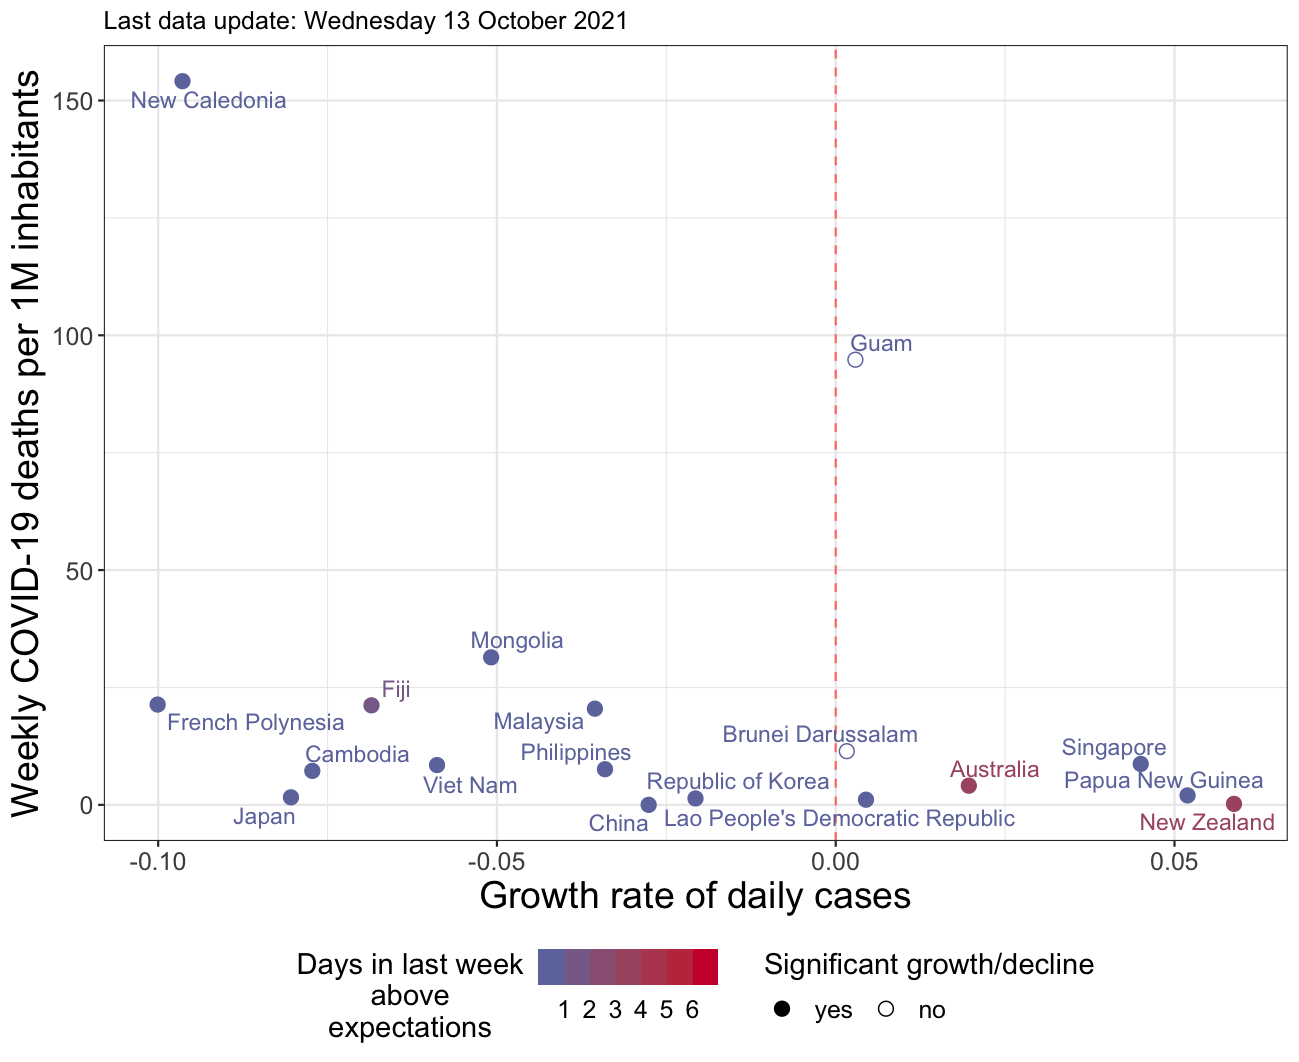 Last data update: Wednesday 13 October 2021
Weekly COVID-19 deaths per 1M inhabitants
150
100
50
0
New Caledonia
Guam
Mongolia
Fiji
French Polynesia
Malaysia
Brunei Darussalam
Singapore
Cambodia
Philippines
Australia
Viet Nam
Republic of Korea
Papua New Guinea
Japan
China
Lao People's Democratic Republic
New Zealand
-0.10
-0.05
0.00
0.05
Growth rate of daily cases
Days in last week
above
expectations
1 2 3 4 5 6
Significant growth/decline
yes
no